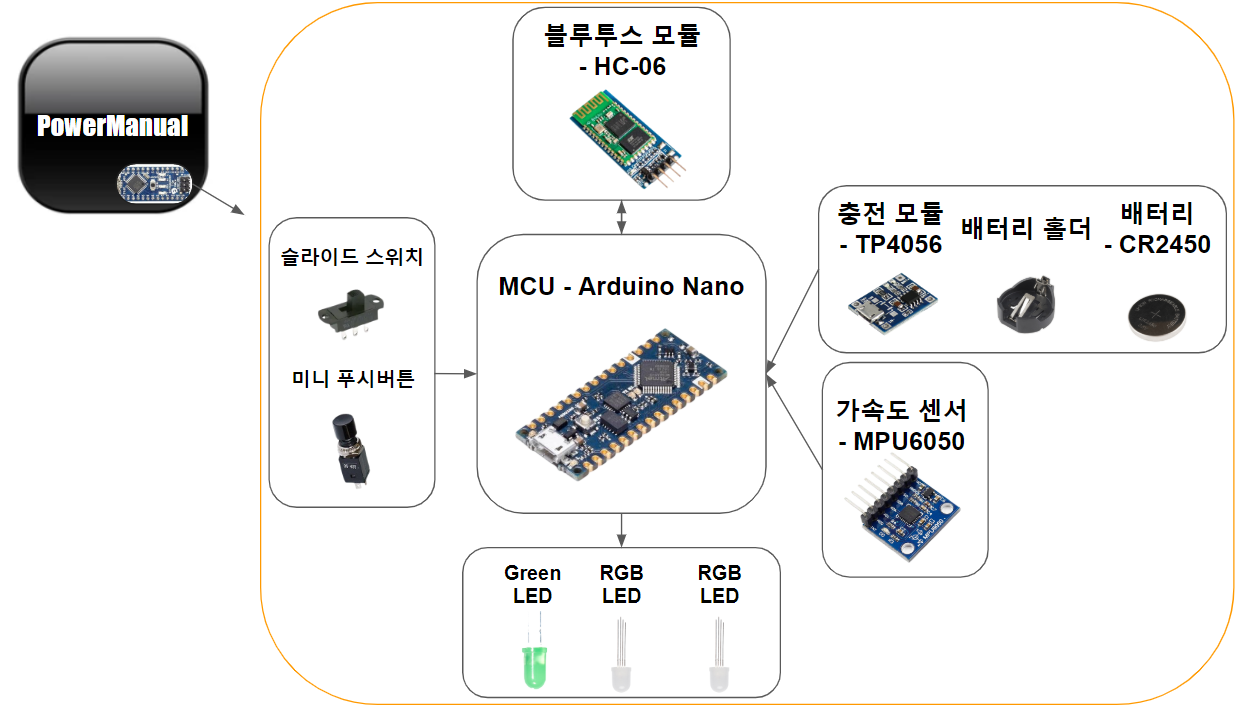 PowerManual
블루투스 모듈
- HC-06
슬라이드 스위치
미니 푸시버튼
MCU - Arduino Nano
충전 모듈
- TP4056
배터리 홀더
배터리
- CR2450
가속도 센서
- MPU6050
Green
LED
RGB
LED
RGB
LED